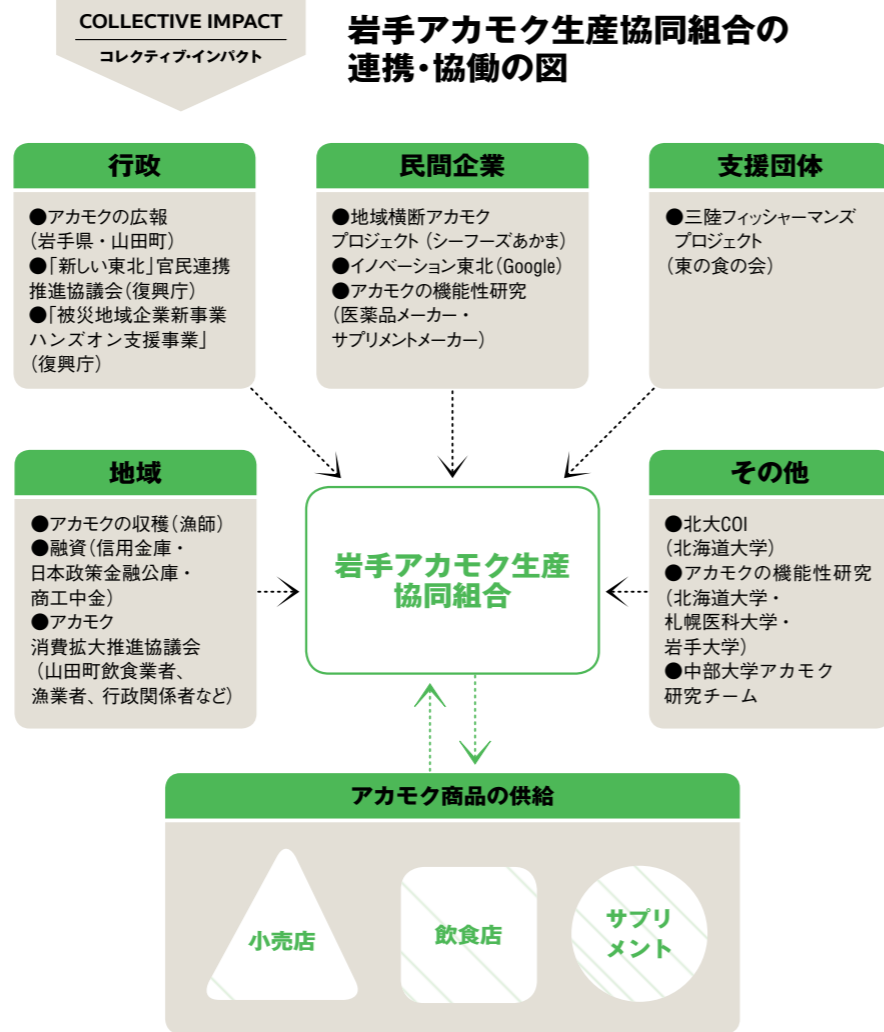 COLLECTIVE IMPACT
コレクティブ・インパクト
岩手アカモク生産協同組合の
連携・協働の図
行政
●アカモクの広報
(岩手県・山田町)
●「新しい東北」官民連携
推進協議会(復興庁)
●「被災地域企業新事業
ハンズオン支援事業」
(復興庁)
民間企業
●地域横断アカモク
プロジェクト(シーフーズあかま)
●イノベーション東北(Google)
●アカモクの機能性研究
(医薬品メーカー・
サプリメントメーカー)
支援団体
●三陸フィッシャーマンズ
プロジェクト
(東の食の会)
地域
●アカモクの収穫(漁師)
●融資(信用金庫・
日本政策金融公庫・
商工中金)
●アカモク
消費拡大推進協議会
(山田町飲食業者、
漁業者、行政関係者など)
岩手アカモク生産
協同組合
その他
●北大COI
(北海道大学)
●アカモクの機能性研究
(北海道大学・
札幌医科大学・
岩手大学)
●中部大学アカモク
研究チーム
アカモク商品の供給
小売店
飲食店
サプリ
メント